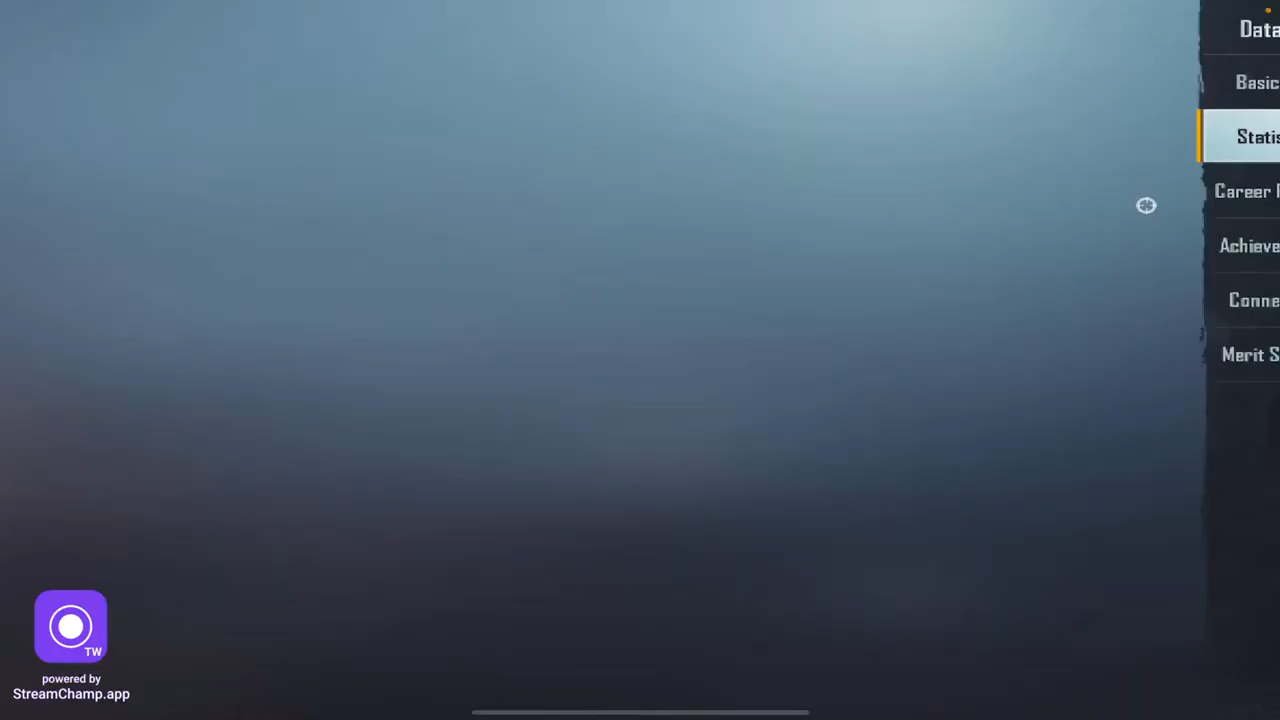 Data
Basic
Statis
Career
Achieve
Conne
Merit S
TW
powered by
StreamChamp.app